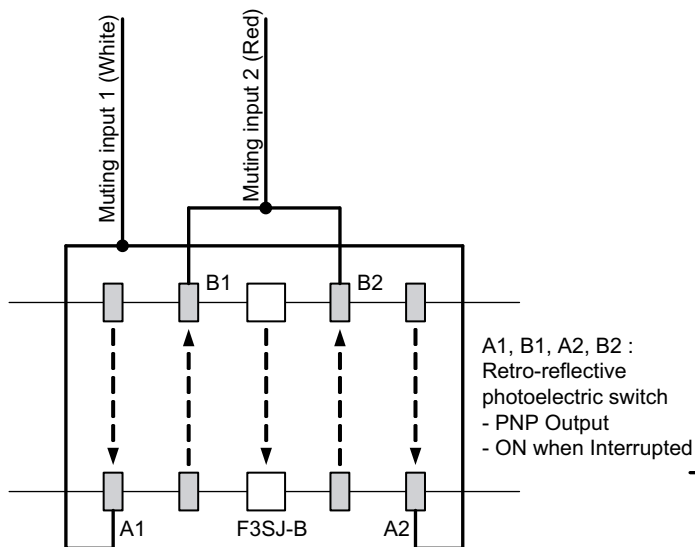 Muting input 1 (White)
Muting input 2 (Red)
B1
B2
A1, B1, A2, B2 :
Retro-reflective
photoelectric switch
- PNP Output
- ON when Interrupted
A1
F3SJ-B
A2